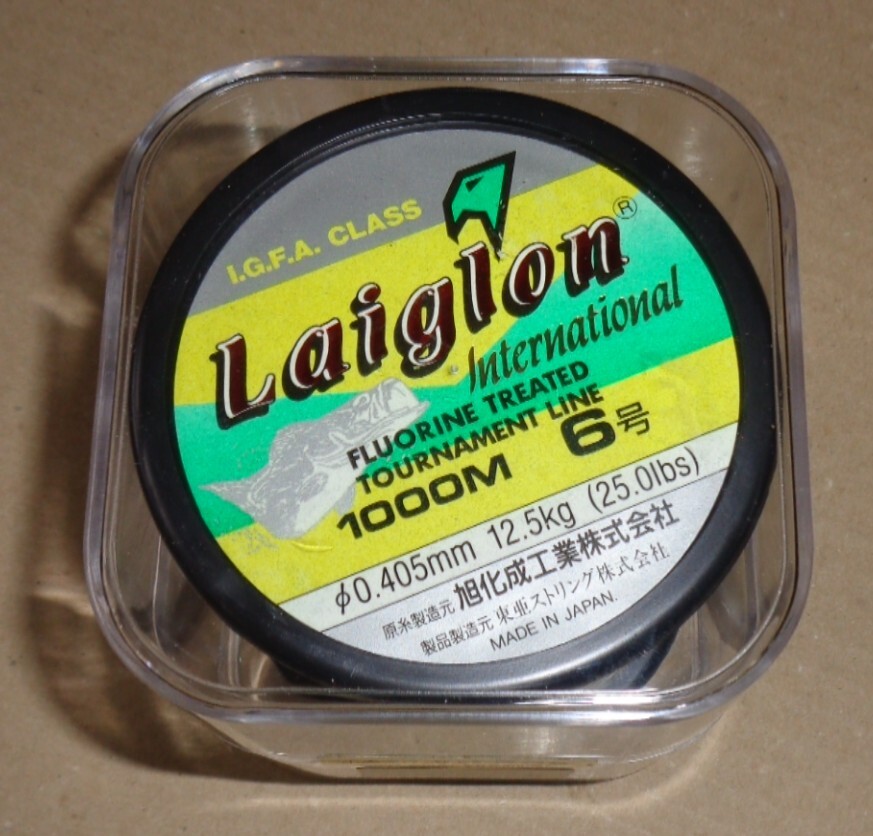 I.G.F.A. CLASS
Laiglon®
International
FLUORINE TREATED
TOURNAMENT LINE
1000M 6号
φ0.405mm 12.5kg (25.0lbs)
原糸製造元 旭化成工業株式会社
製品製造元 東亜ストリング株式会社
MADE IN JAPAN.